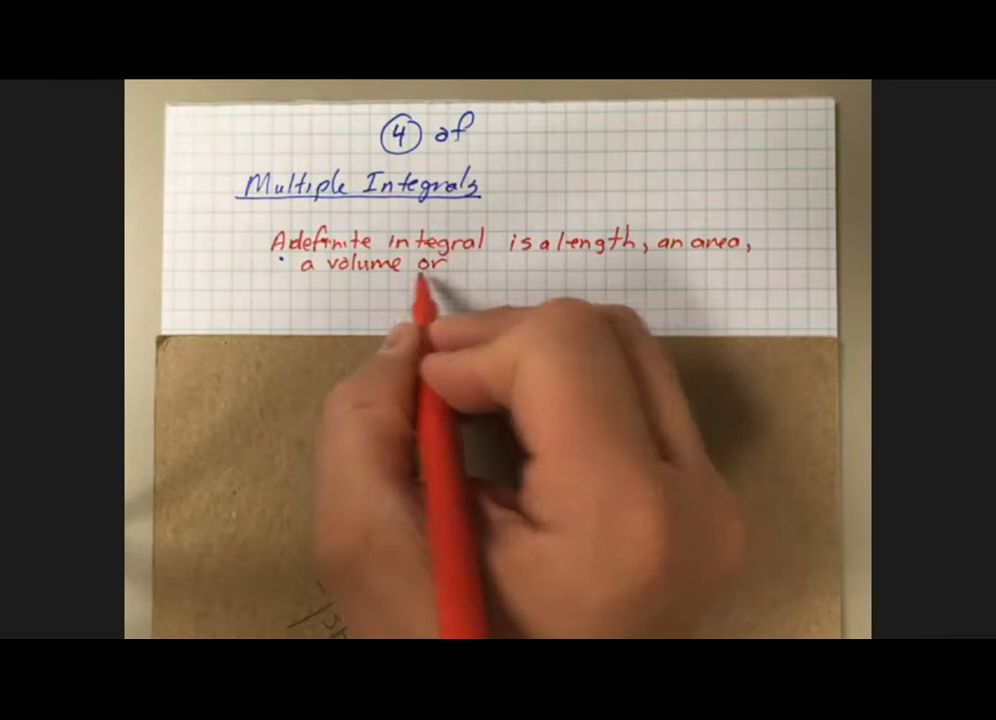 ④ of
Multiple Integrals
A definite integral is a length, an area,
a volume or